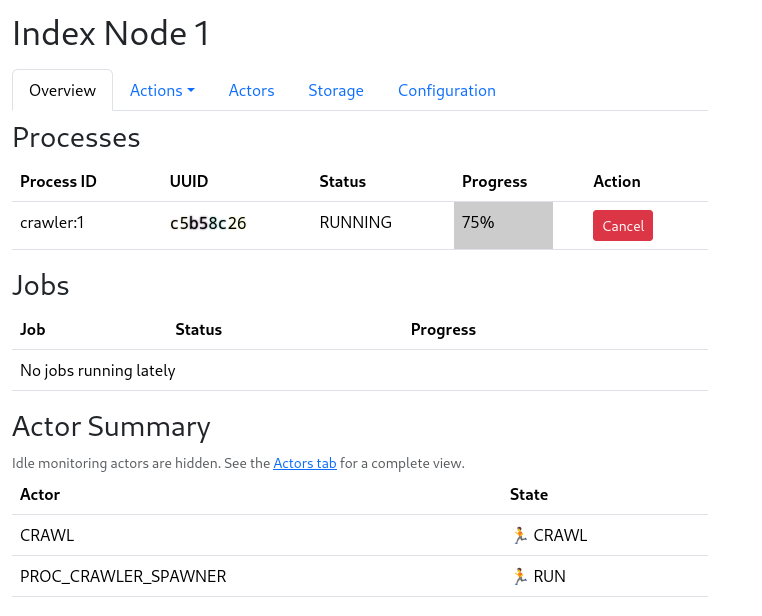 Index Node 1
Overview Actions Actors Storage Configuration
Processes
Process ID UUID Status Progress Action
crawler:1 c5b58c26 RUNNING 75% Cancel
Jobs
Job Status Progress
No jobs running lately
Actor Summary
Idle monitoring actors are hidden. See the Actors tab for a complete view.
Actor State
CRAWL 🏃 CRAWL
PROC_CRAWLER_SPAWNER 🏃 RUN